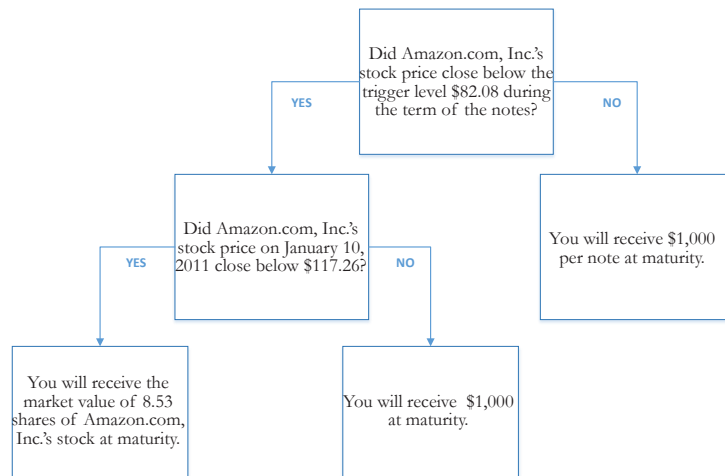 Did Amazon.com, Inc.'s
stock price close below the
trigger level $82.08 during
the term of the notes?
YES
NO
Did Amazon.com, Inc.'s
stock price on January 10,
2011 close below $117.26?
You will receive $1,000
per note at maturity.
YES
NO
You will receive the
market value of 8.53
shares of Amazon.com,
Inc.'s stock at maturity.
You will receive $1,000
at maturity.